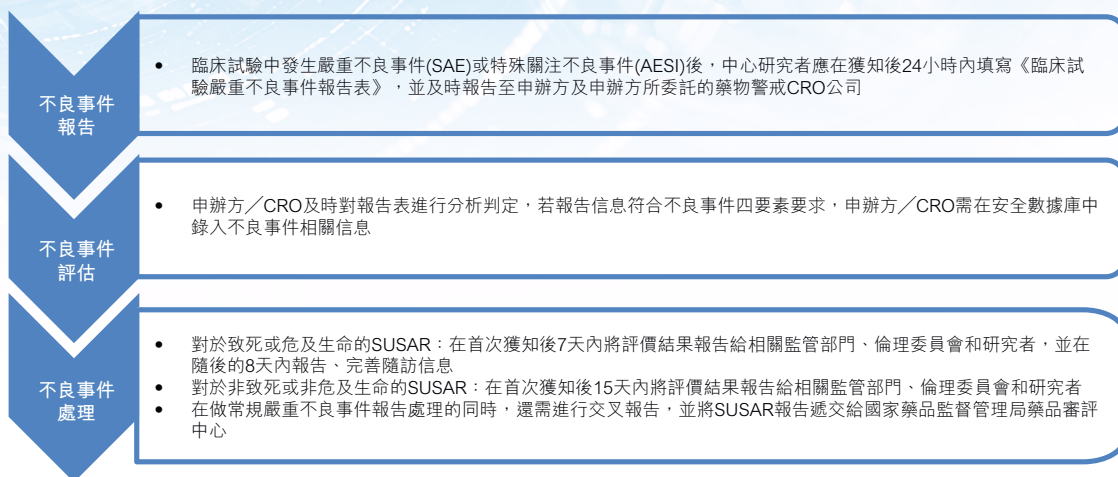 不良事件
報告
• 臨床試驗中發生嚴重不良事件(SAE)或特殊關注不良事件(AESI)後，中心研究者應在獲知後24小時內填寫《臨床試
驗嚴重不良事件報告表》，並及時報告至申辦方及申辦方所委託的藥物警戒CRO公司
不良事件
評估
• 申辦方／CRO及時對報告表進行分析判定，若報告信息符合不良事件四要素要求，申辦方／CRO需在安全數據庫中
錄入不良事件相關信息
不良事件
處理
• 對於致死或危及生命的SUSAR：在首次獲知後7天內將評價結果報告給相關監管部門、倫理委員會和研究者，並在
隨後的8天內報告、完善隨訪信息
• 對於非致死或非危及生命的SUSAR：在首次獲知後15天內將評價結果報告給相關監管部門、倫理委員會和研究者
• 在做常規嚴重不良事件報告處理的同時，還需進行交叉報告，並將SUSAR報告遞交給國家藥品監督管理局藥品審評
中心